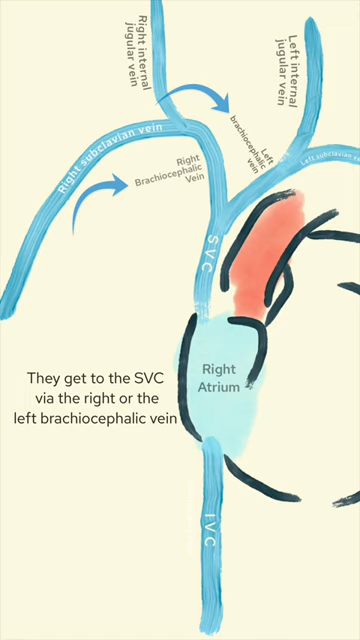 Right internal
jugular vein
Left internal
jugular vein
Right subclavian vein
Left
brachiocephalic
vein
Left subclavian
Right
Brachiocephalic
Vein
SVC
Right
Atrium
They get to the SVC
via the right or the
left brachiocephalic vein
IVC